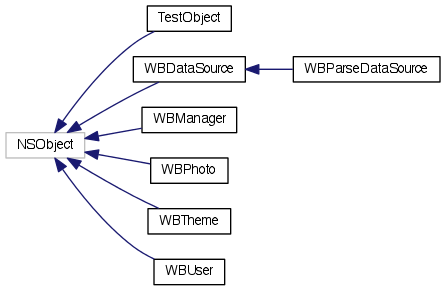 TestObject
WBDataSource
WBParseDataSource
WBManager
NSObject
WBPhoto
WBTheme
WBUser